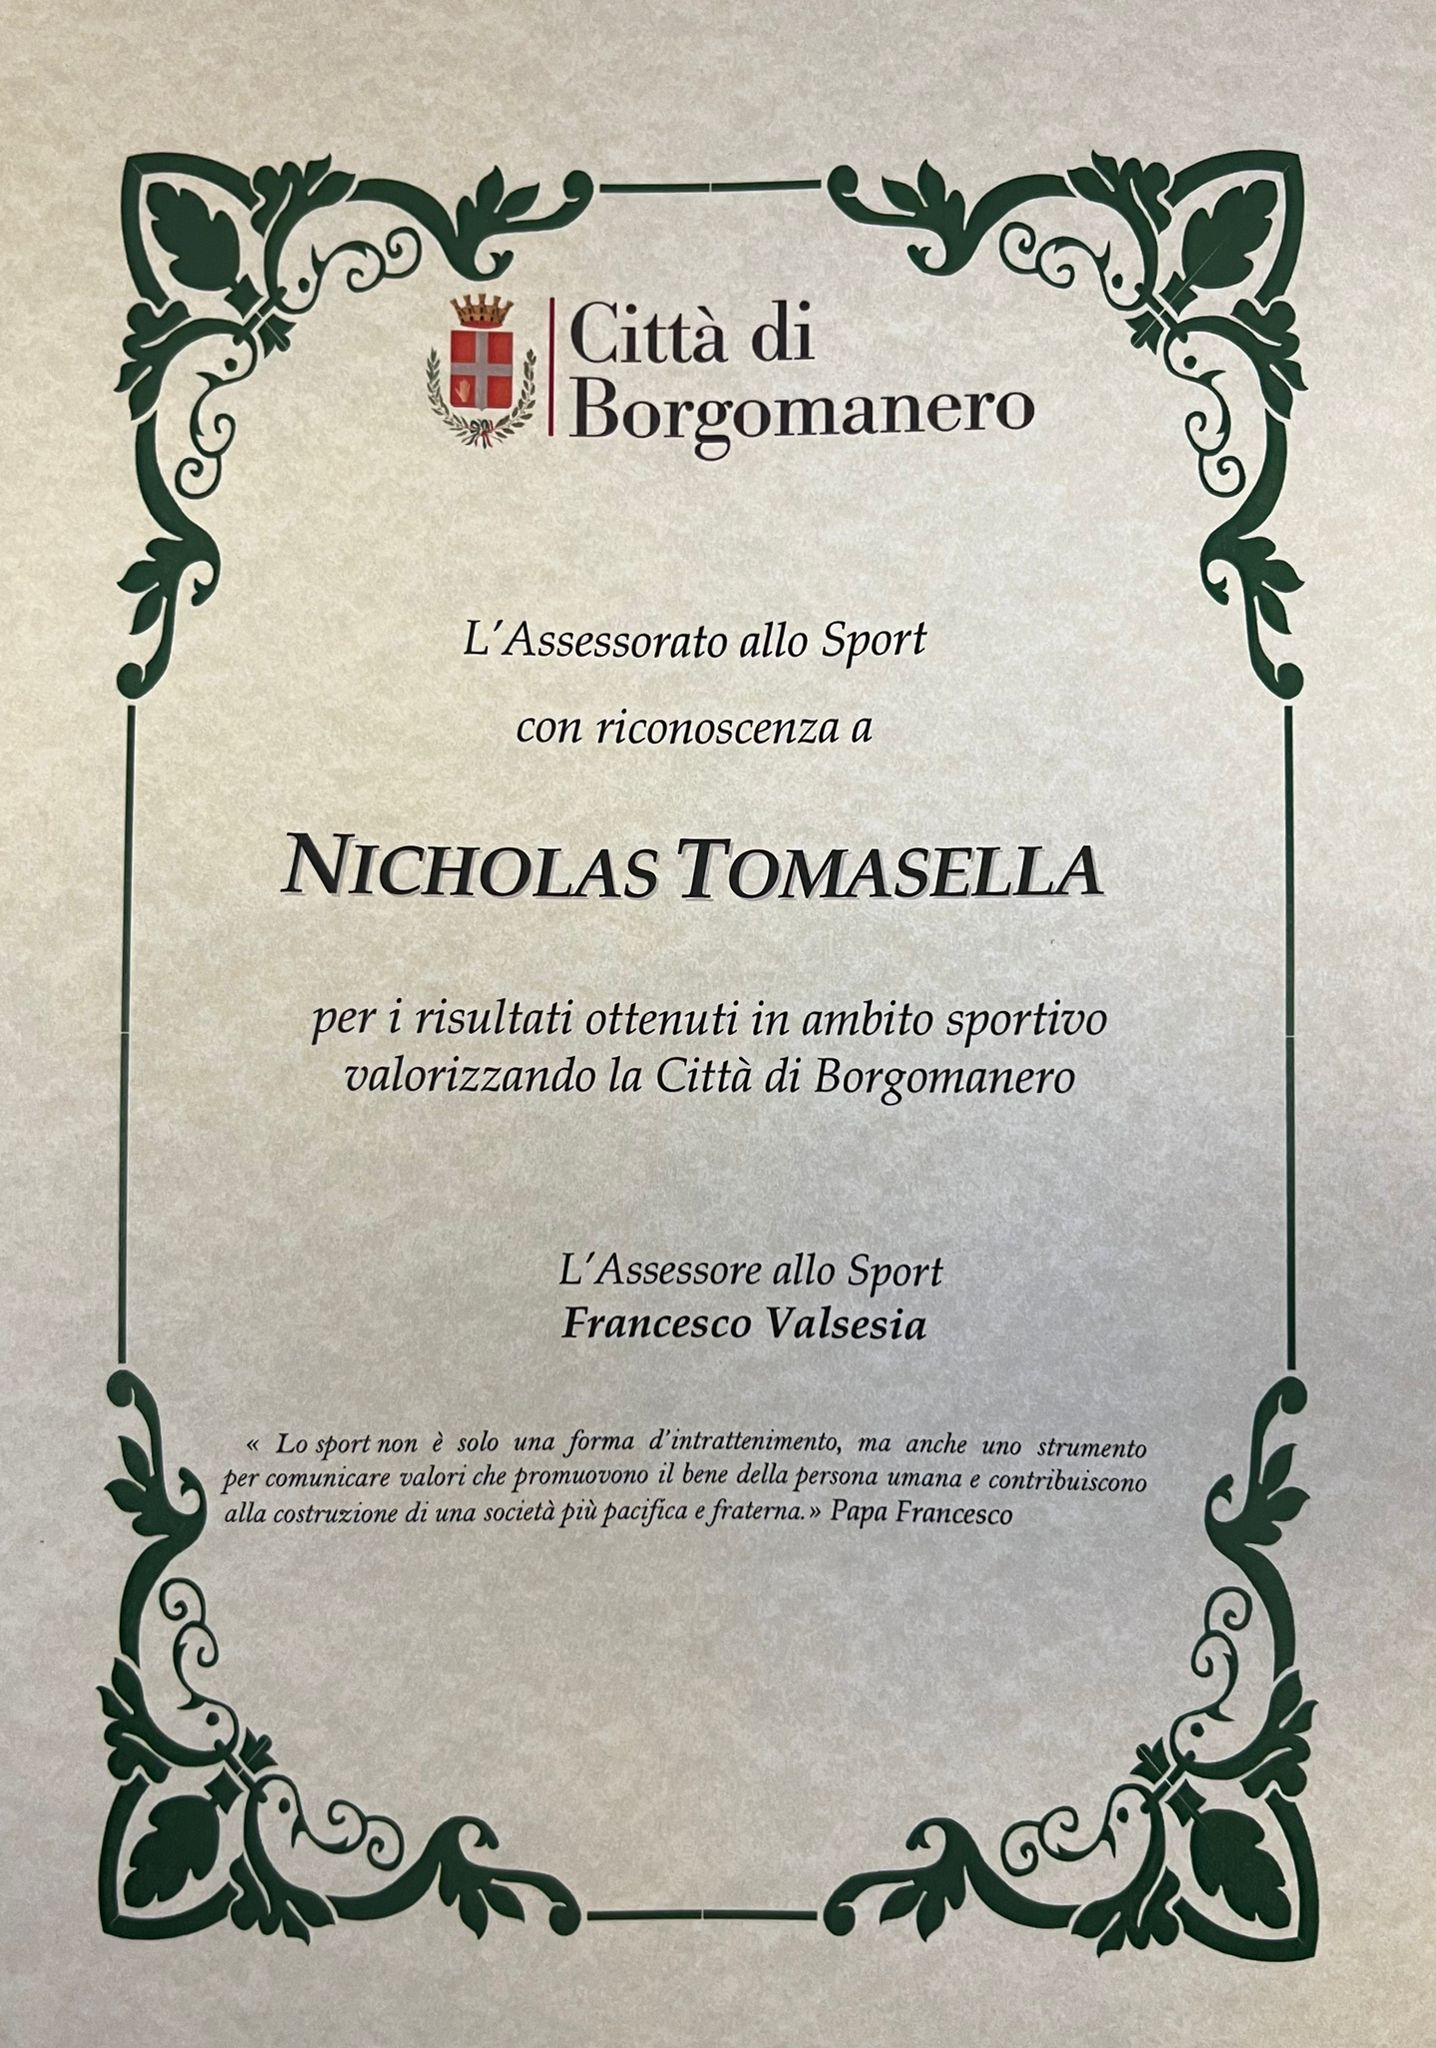 Città di
Borgomanero
L'Assessorato allo Sport
con riconoscenza a
NICHOLAS TOMASELLA
per i risultati ottenuti in ambito sportivo
valorizzando la Città di Borgomanero
L'Assessore allo Sport
Francesco Valsesia
« Lo sport non è solo una forma d'intrattenimento, ma anche uno strumento
per comunicare valori che promuovono il bene della persona umana e contribuiscono
alla costruzione di una società più pacifica e fraterna.» Papa Francesco